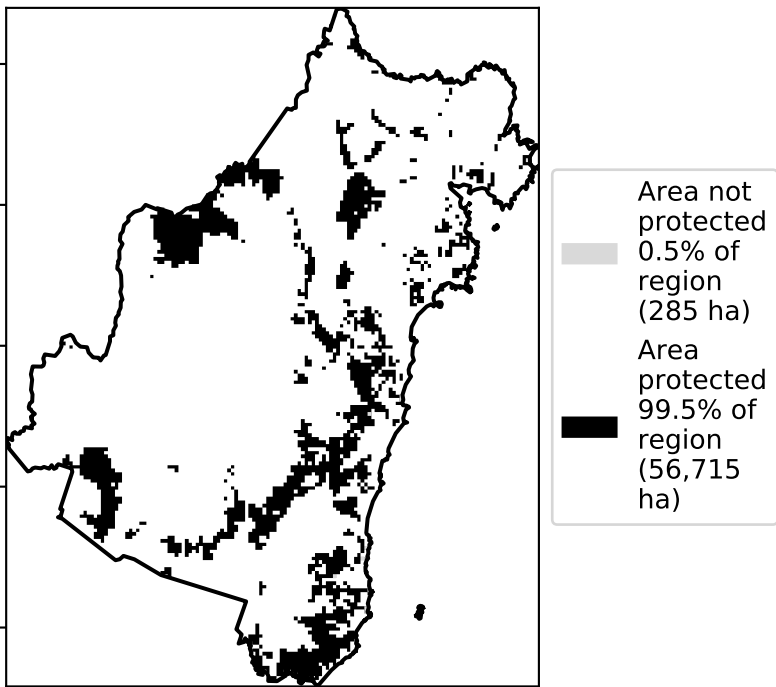 Area not
protected
0.5% of
region
(285 ha)
Area
protected
99.5% of
region
(56,715
ha)